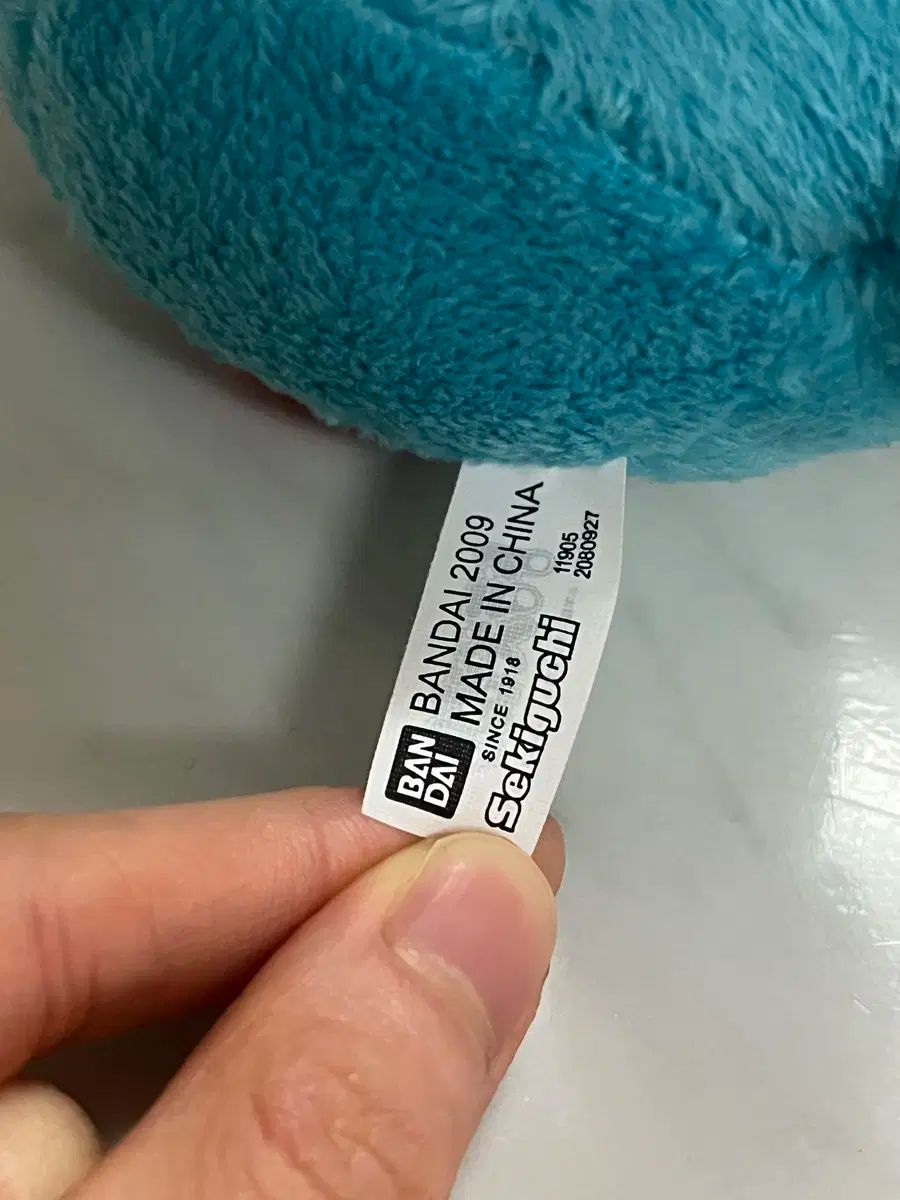 BAN
DAI
BANDAI 2009
MADE IN CHINA
SINCE 1918
Sekiguchi
11905
2080927